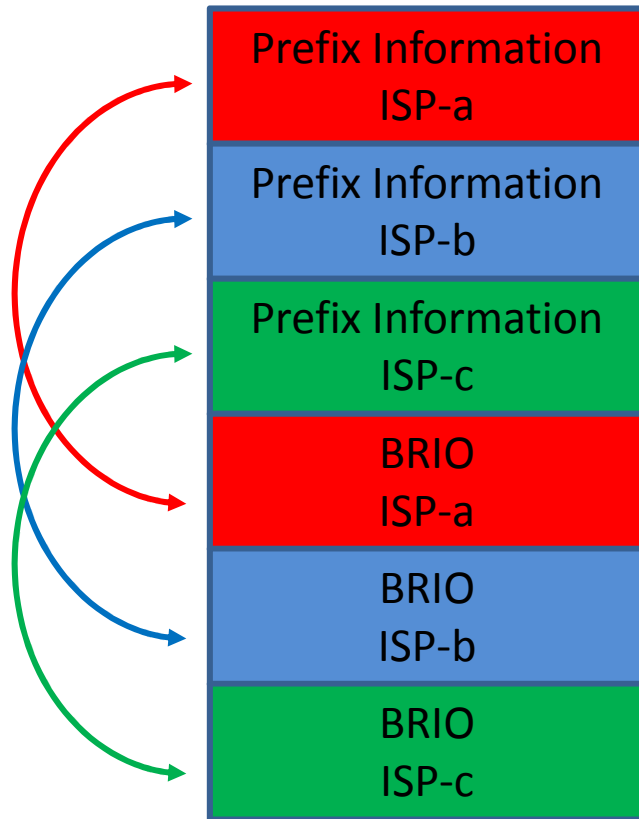 Prefix Information
ISP-a
Prefix Information
ISP-b
Prefix Information
ISP-c
BRIO
ISP-a
BRIO
ISP-b
BRIO
ISP-c